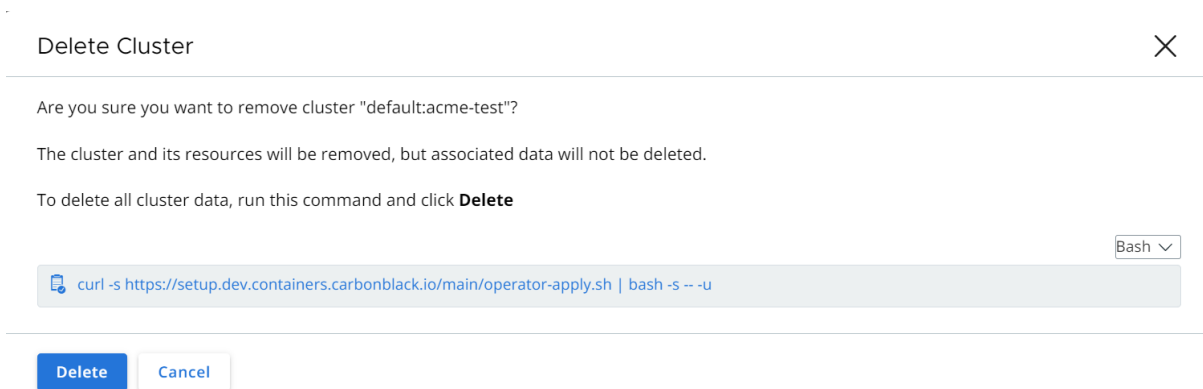 Delete Cluster
Are you sure you want to remove cluster "default:acme-test"?
The cluster and its resources will be removed, but associated data will not be deleted.
To delete all cluster data, run this command and click Delete
Bash
curl -s https://setup.dev.containers.carbonblack.io/main/operator-apply.sh | bash -s -- -u
Delete Cancel